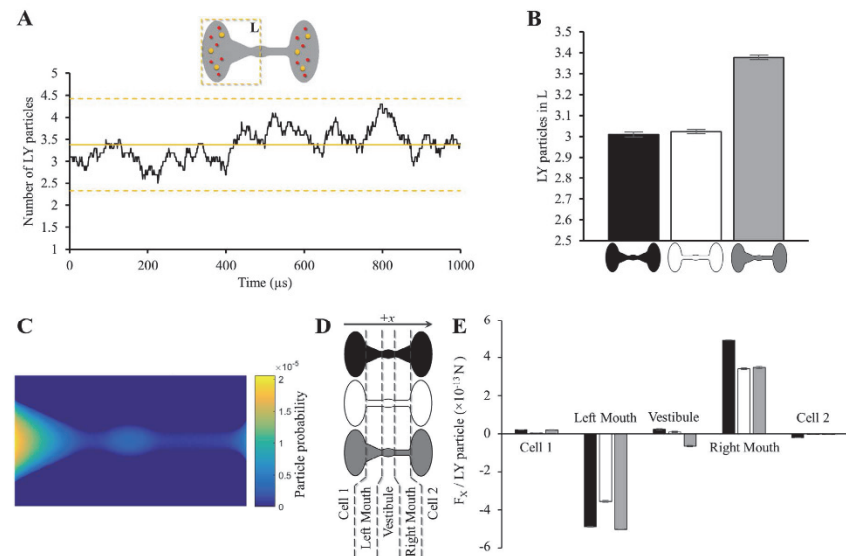 A
L
Number of LY particles
5
4.5
4
3.5
3
2.5
2
1.5
1
0
200
400
600
800
1000
Time (µs)
B
LY particles in L
3.5
3.4
3.3
3.2
3.1
3
2.9
2.8
2.7
2.6
2.5
C
×10⁻⁵
2
1.5
1
0.5
0
Particle probability
D
+x
Cell 1
Left Mouth
Vestibule
Right Mouth
Cell 2
E
Fₓ / LY particle (×10⁻¹³ N)
6
4
2
0
-2
-4
-6
Cell 1
Left Mouth
Vestibule
Right Mouth
Cell 2